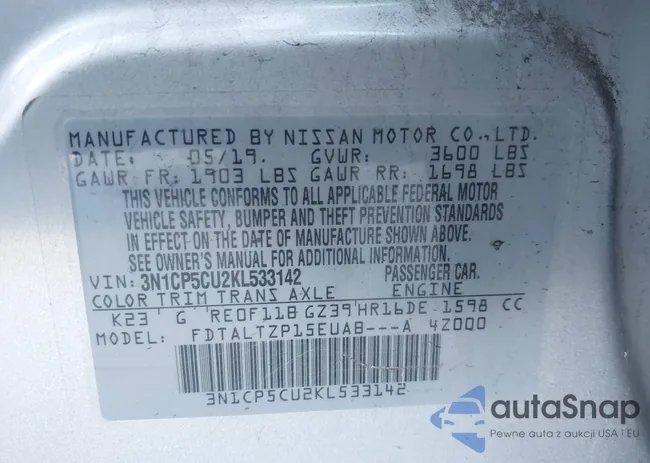 MANUFACTURED BY NISSAN MOTOR CO.,LTD.
DATE: 05/19. GVWR: 3600 LBS
GAWR FR: 1903 LBS GAWR RR: 1698 LBS
THIS VEHICLE CONFORMS TO ALL APPLICABLE FEDERAL MOTOR
VEHICLE SAFETY, BUMPER AND THEFT PREVENTION STANDARDS
IN EFFECT ON THE DATE OF MANUFACTURE SHOWN ABOVE.
SEE OWNER'S MANUAL FOR ADDITIONAL INFORMATION.
VIN: 3N1CP5CU2KL533142 PASSENGER CAR.
COLOR TRIM TRANS AXLE ENGINE
K23 G RE0F11B GZ39 HR16DE-1598 CC
MODEL: FDTALTZP15EUAB---A 4Z000
3N1CP5CU2KL533142
autaSnap
Pewne auta z aukcji USA i EU